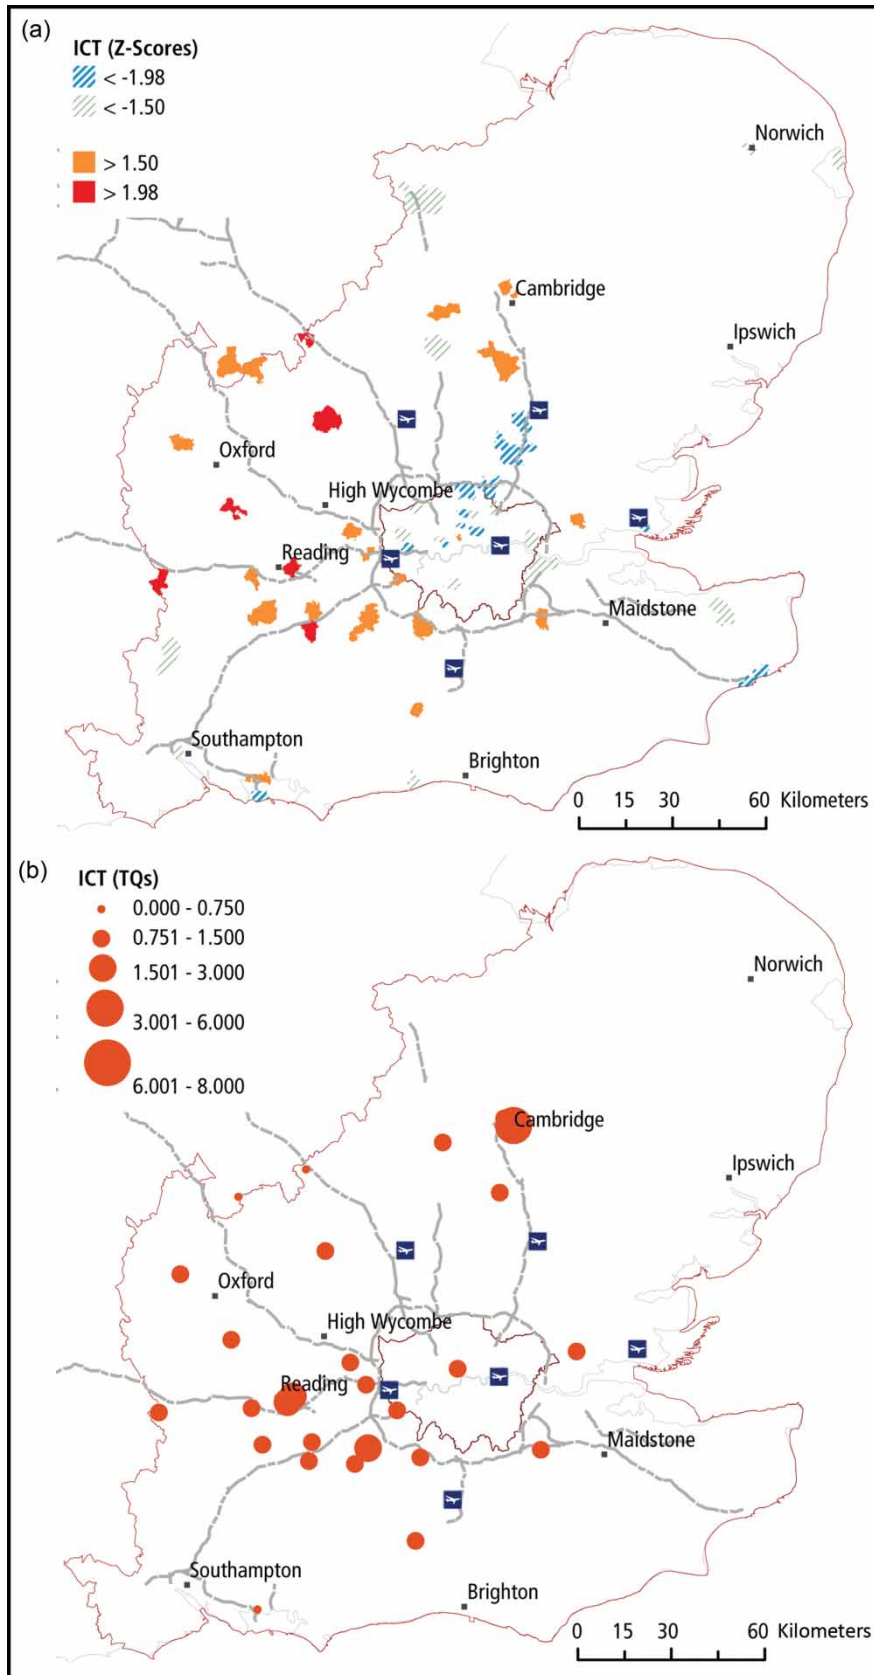 (a)
ICT (Z-Scores)
< -1.98
< -1.50
> 1.50
> 1.98
Norwich
Cambridge
Ipswich
Oxford
High Wycombe
Reading
Maidstone
Southampton
Brighton
0 15 30 60 Kilometers
(b)
ICT (TQs)
0.000 - 0.750
0.751 - 1.500
1.501 - 3.000
3.001 - 6.000
6.001 - 8.000
Norwich
Cambridge
Ipswich
Oxford
High Wycombe
Reading
Maidstone
Southampton
Brighton
0 15 30 60 Kilometers